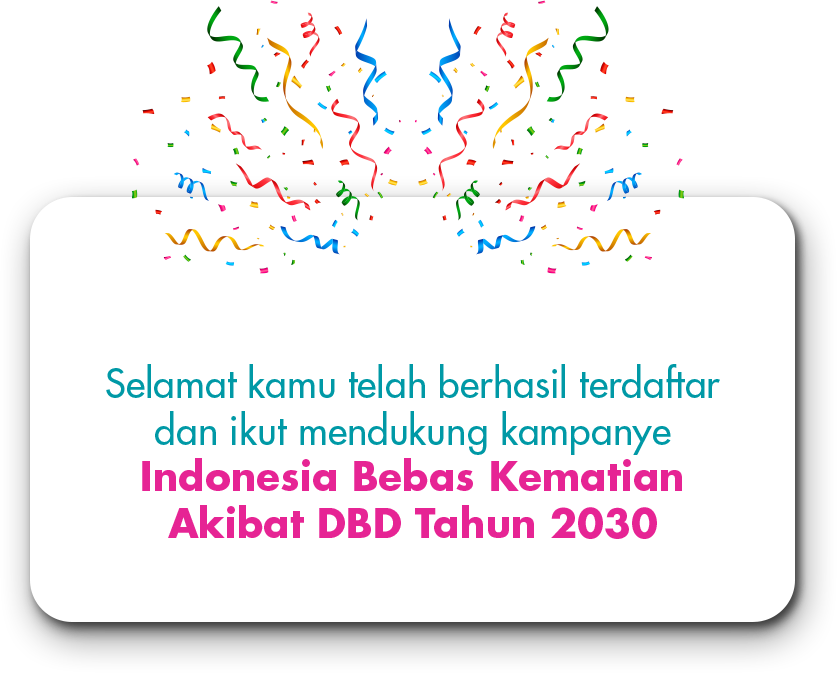 Selamat kamu telah berhasil terdaftar
dan ikut mendukung kampanye
Indonesia Bebas Kematian
Akibat DBD Tahun 2030